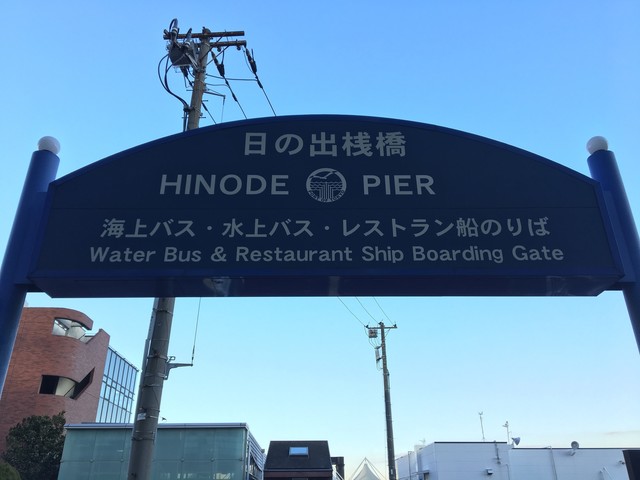 日の出桟橋
HINODE PIER
海上バス・水上バス・レストラン船のりば
Water Bus & Restaurant Ship Boarding Gate